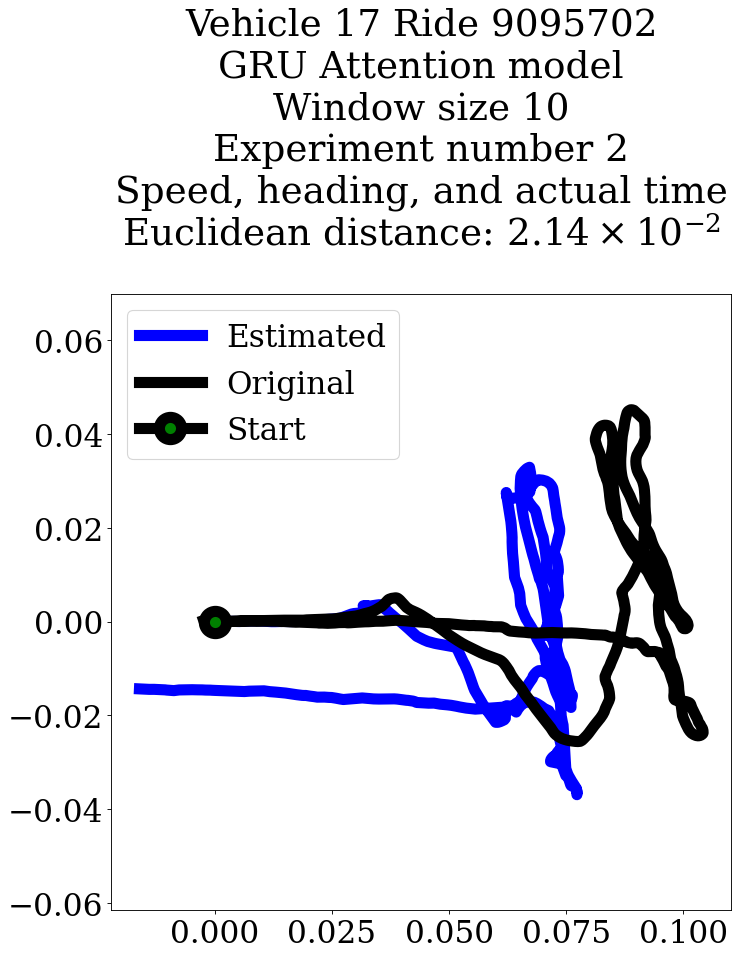 Vehicle 17 Ride 9095702
GRU Attention model
Window size 10
Experiment number 2
Speed, heading, and actual time
Euclidean distance: 2.14 × 10⁻²
Estimated
Original
Start
0.06
0.04
0.02
0.00
−0.02
−0.04
−0.06
0.000 0.025 0.050 0.075 0.100